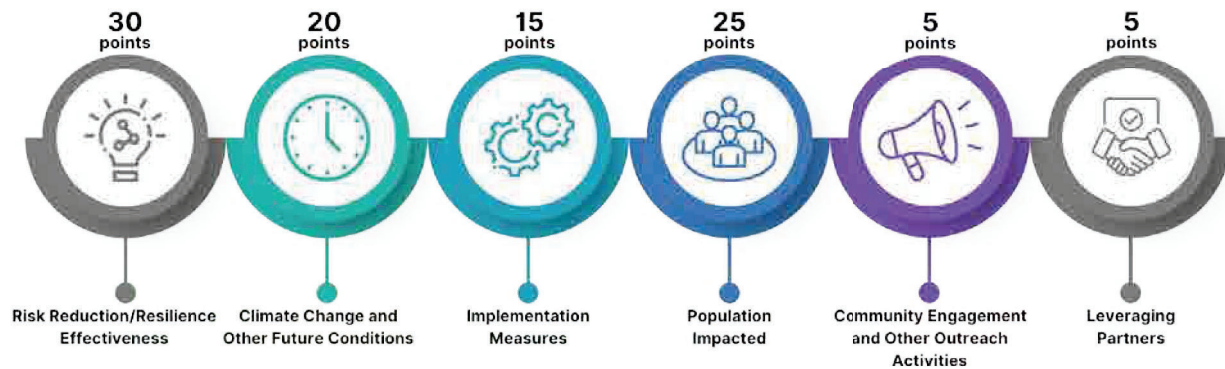 30
points
20
points
15
points
25
points
5
points
5
points
Risk Reduction/Resilience
Effectiveness
Climate Change and
Other Future Conditions
Implementation
Measures
Population
Impacted
Community Engagement
and Other Outreach
Activities
Leveraging
Partners